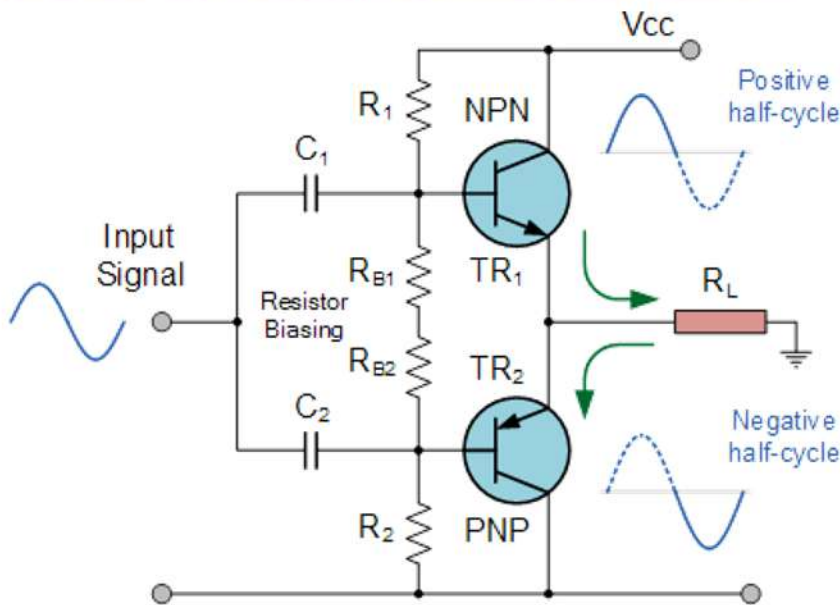 Vcc
R1
NPN
Positive
half-cycle
C1
Input
Signal
RB1
TR1
RL
Resistor
Biasing
RB2
TR2
C2
Negative
half-cycle
R2
PNP